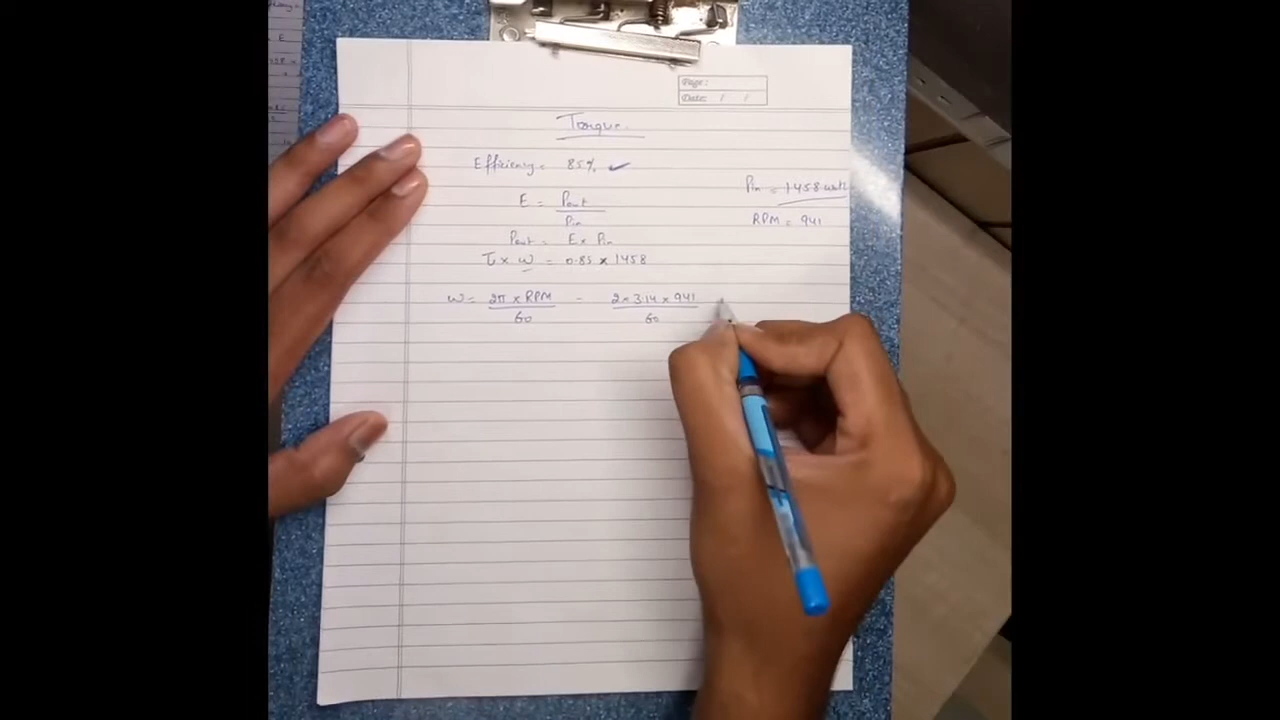 Page:
Date: / /
Torque
Efficiency = 85% ✓
Pin = 1458 watt
E = Pout / Pin
RPM = 941
Pout = E × Pin
τ × ω = 0.85 × 1458
ω = 2π × RPM / 60 = 2 × 3.14 × 941 / 60